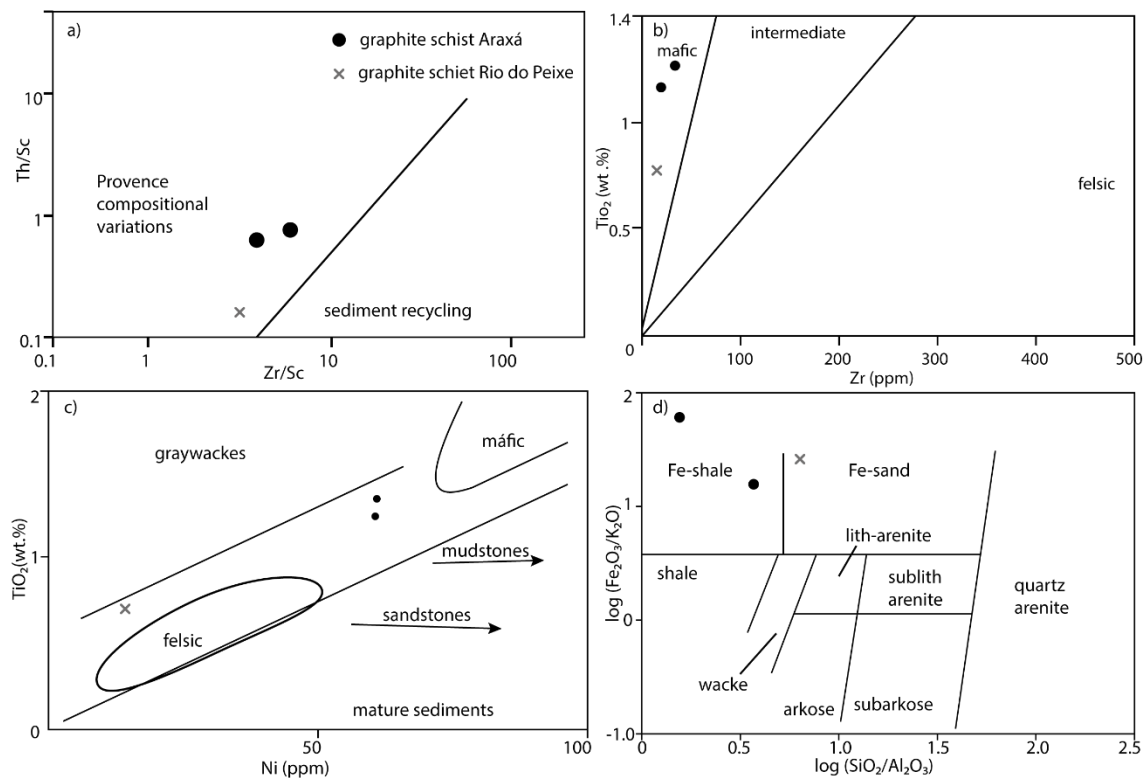 a)
graphite schist Araxá
graphite schiet Rio do Peixe
10
1
0.1
Th/Sc
Provence
compositional
variations
sediment recycling
0.1
1
10
100
Zr/Sc
b)
1.4
1
0.5
0
Tio₂ (wt .%)
mafic
intermediate
felsic
100
200
300
400
500
Zr (ppm)
c)
2
1
0
TiO₂(wt.%)
graywackes
máfic
mudstones
sandstones
felsic
mature sediments
50
100
Ni (ppm)
d)
2
1
0
-1.0
log (Fe₂O₃/K₂O)
Fe-shale
Fe-sand
lith-arenite
shale
sublith
arenite
quartz
arenite
wacke
arkose
subarkose
0
0.5
1.0
1.5
2.0
2.5
log (SiO₂/Al₂O₃)